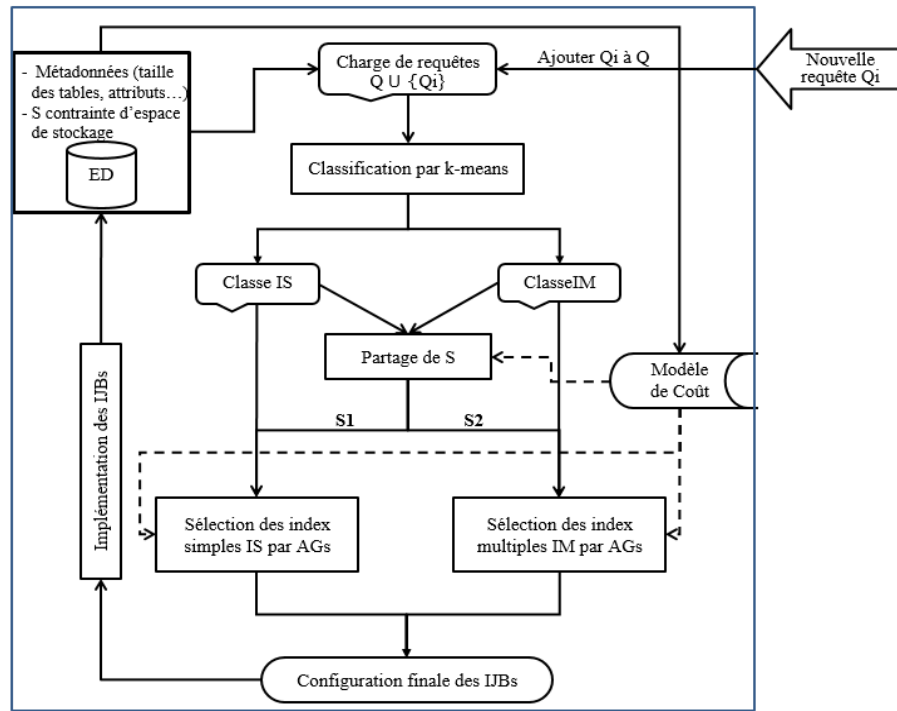 - Métadonnées (taille
des tables, attributs…)
- S contrainte d'espace
de stockage
ED
Charge de requêtes
Q U {Qi}
Ajouter Qi à Q
Nouvelle
requête Qi
Classification par k-means
Classe IS
ClasseIM
Partage de S
Modèle
de Coût
S1
S2
Implémentation des IJBs
Sélection des index
simples IS par AGs
Sélection des index
multiples IM par AGs
Configuration finale des IJBs